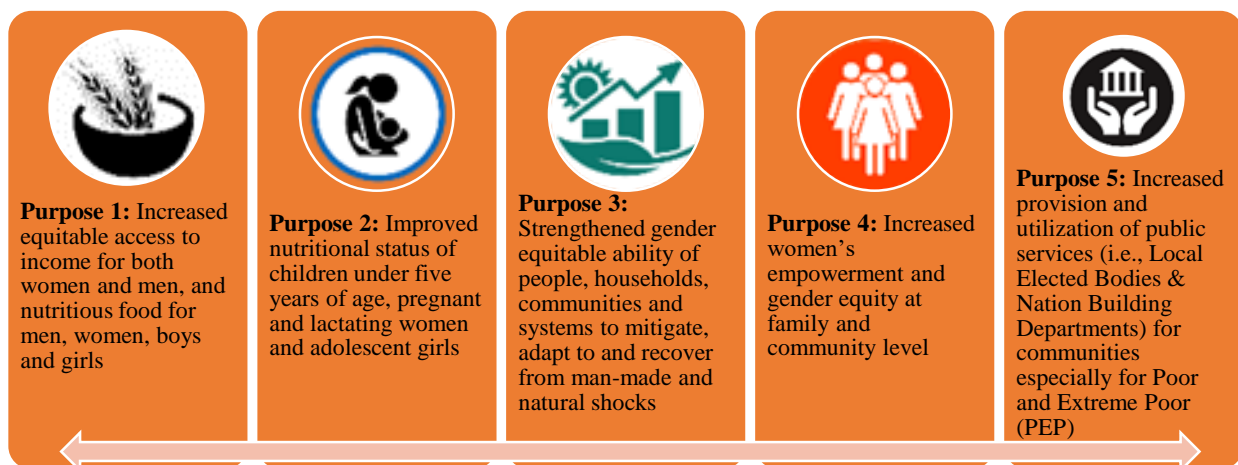 Purpose 1: Increased
equitable access to
income for both
women and men, and
nutritious food for
men, women, boys
and girls
Purpose 2: Improved
nutritional status of
children under five
years of age, pregnant
and lactating women
and adolescent girls
Purpose 3:
Strengthened gender
equitable ability of
people, households,
communities and
systems to mitigate,
adapt to and recover
from man-made and
natural shocks
Purpose 4: Increased
women’s
empowerment and
gender equity at
family and
community level
Purpose 5: Increased
provision and
utilization of public
services (i.e., Local
Elected Bodies &
Nation Building
Departments) for
communities
especially for Poor
and Extreme Poor
(PEP)